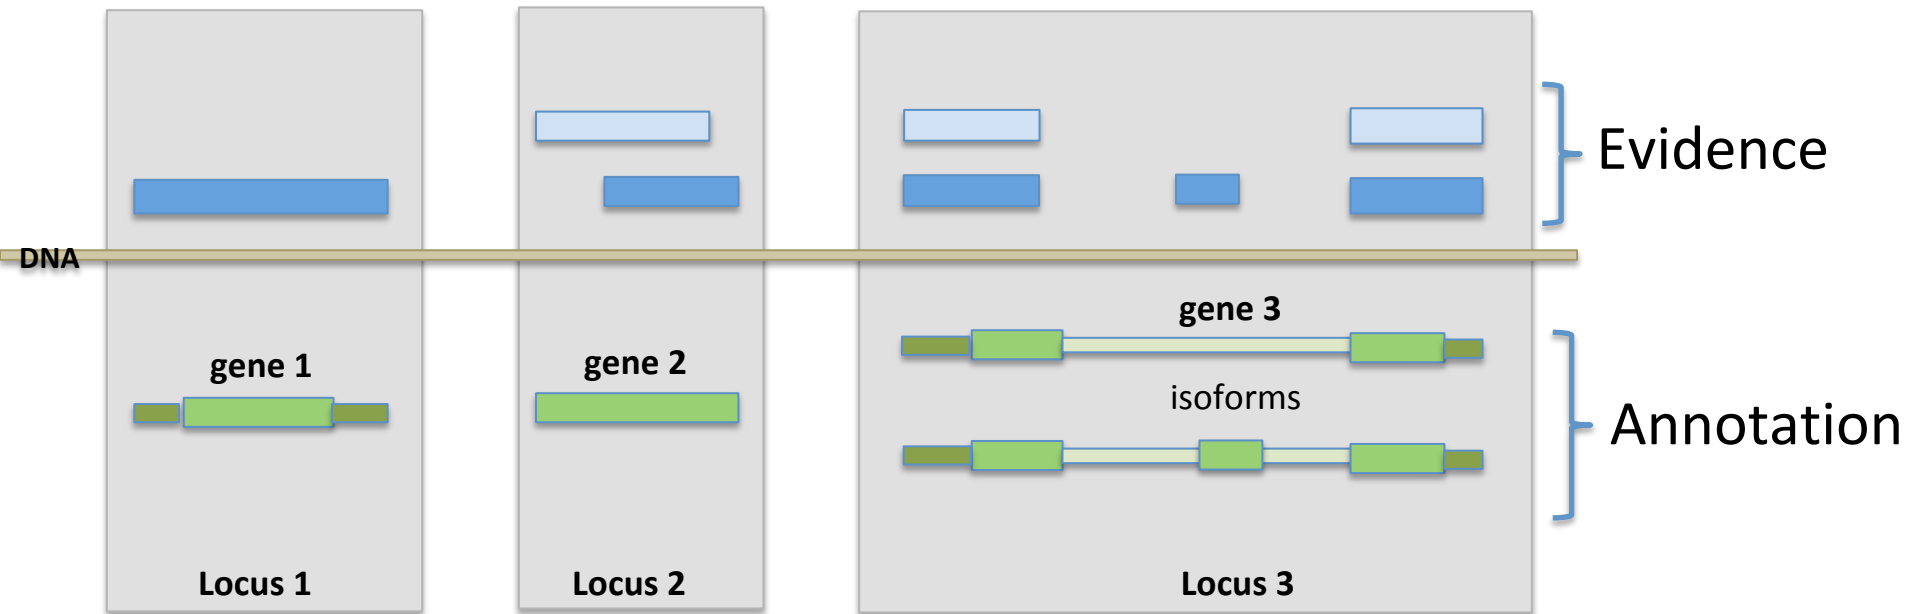 Evidence
DNA
gene 1
gene 2
gene 3
isoforms
Annotation
Locus 1
Locus 2
Locus 3